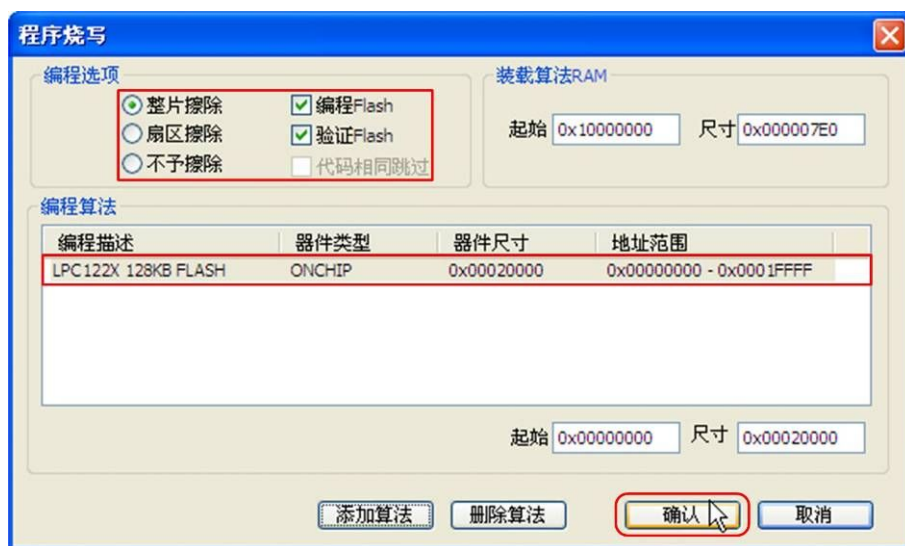 程序烧写
编程选项
装载算法RAM
整片擦除
编程Flash
扇区擦除
验证Flash
起始 0x10000000 尺寸 0x000007E0
不予擦除
代码相同跳过
编程算法
编程描述 器件类型 器件尺寸 地址范围
LPC122X 128KB FLASH ONCHIP 0x00020000 0x00000000 - 0x0001FFFF
起始 0x00000000 尺寸 0x00020000
添加算法 删除算法 确认 取消